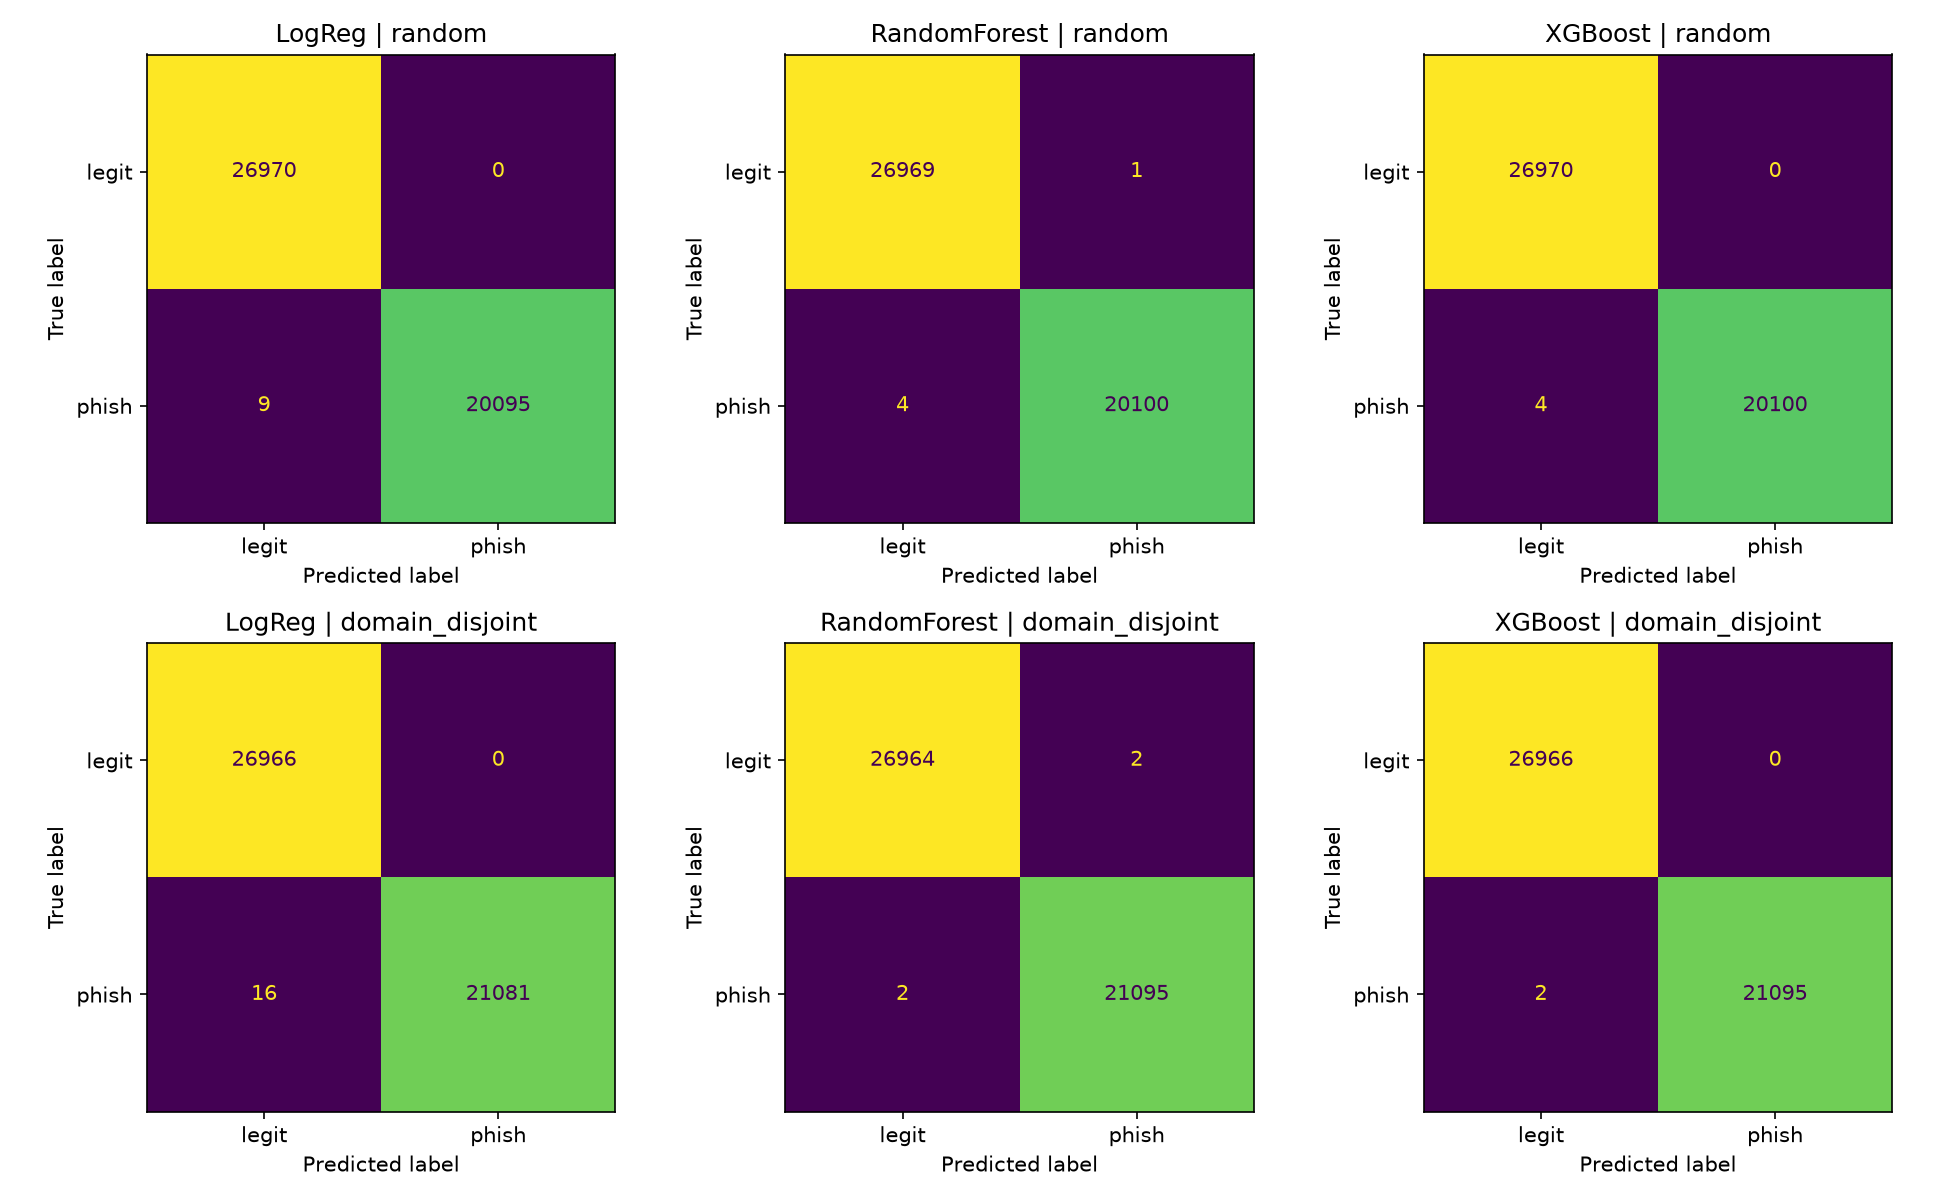 LogReg | random
RandomForest | random
XGBoost | random
True label
legit
26970
0
phish
9
20095
legit
phish
Predicted label
True label
legit
26969
1
phish
4
20100
legit
phish
Predicted label
True label
legit
26970
0
phish
4
20100
legit
phish
Predicted label
LogReg | domain_disjoint
RandomForest | domain_disjoint
XGBoost | domain_disjoint
True label
legit
26966
0
phish
16
21081
legit
phish
Predicted label
True label
legit
26964
2
phish
2
21095
legit
phish
Predicted label
True label
legit
26966
0
phish
2
21095
legit
phish
Predicted label